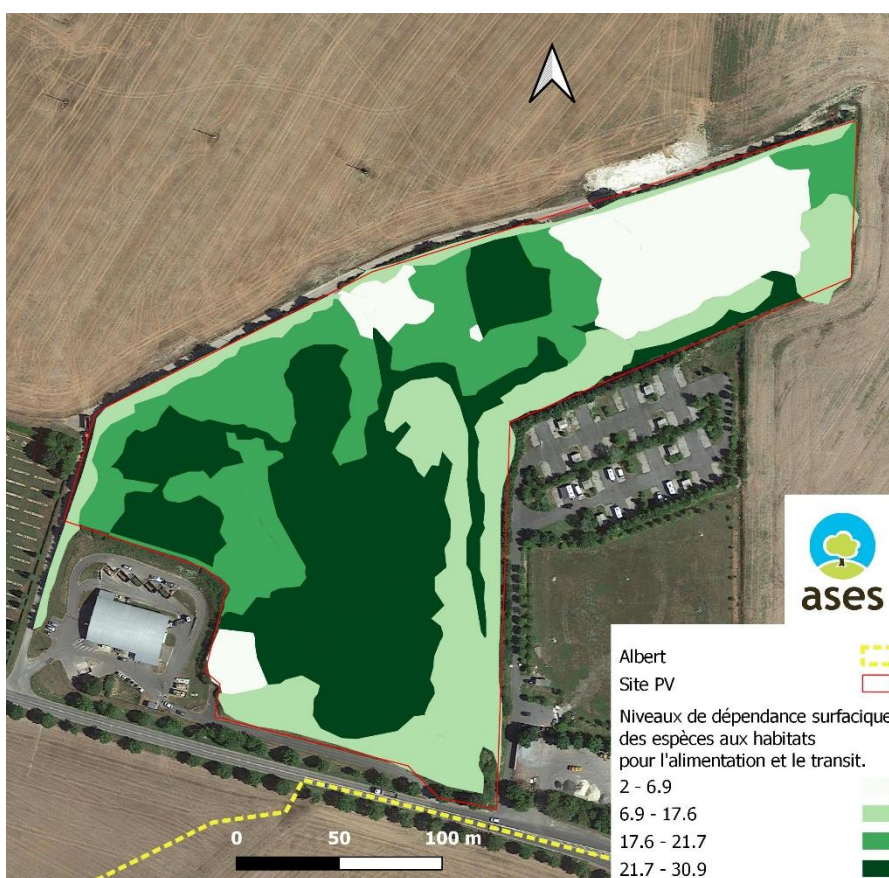 ases
Albert
Site PV
Niveaux de dépendance surfacique
des espèces aux habitats
pour l'alimentation et le transit.
2 - 6.9
6.9 - 17.6
17.6 - 21.7
21.7 - 30.9
0 50 100 m